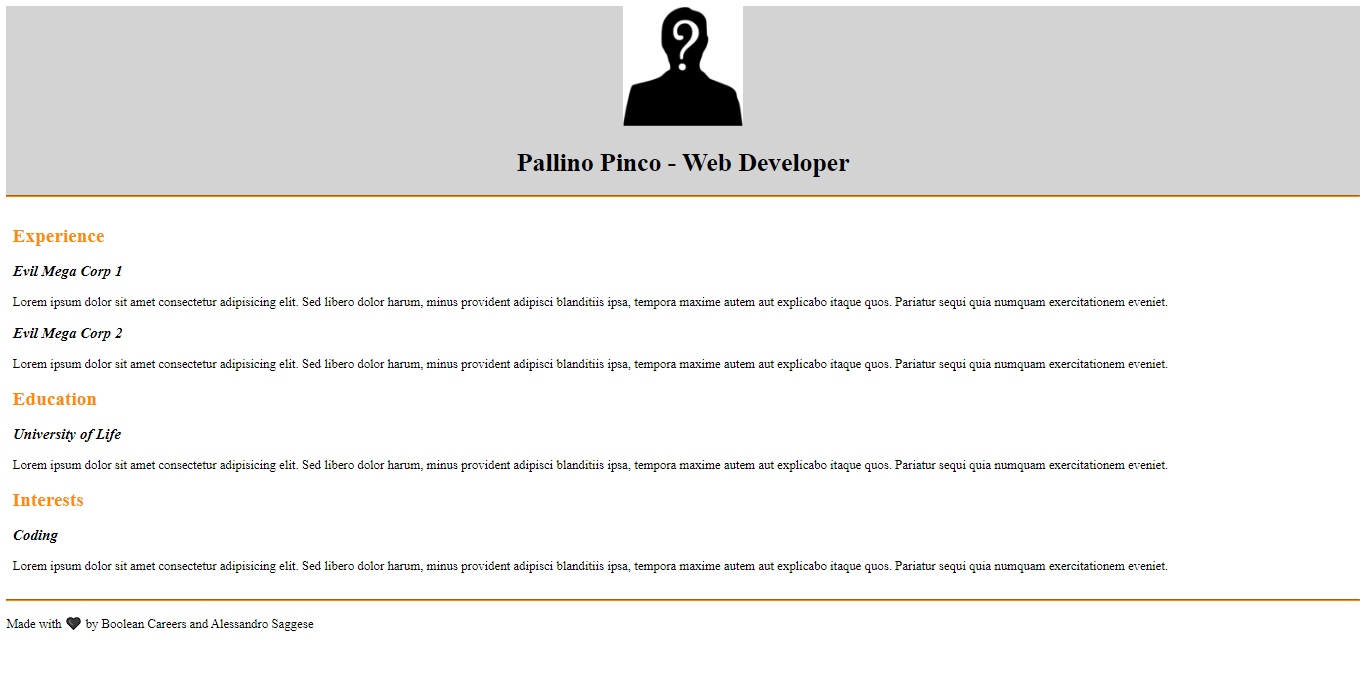 ?
Pallino Pinco - Web Developer
Experience
Evil Mega Corp 1
Lorem ipsum dolor sit amet consectetur adipisicing elit. Sed libero dolor harum, minus provident adipisci blanditiis ipsa, tempora maxime autem aut explicabo itaque quos. Pariatur sequi quia numquam exercitationem eveniet.
Evil Mega Corp 2
Lorem ipsum dolor sit amet consectetur adipisicing elit. Sed libero dolor harum, minus provident adipisci blanditiis ipsa, tempora maxime autem aut explicabo itaque quos. Pariatur sequi quia numquam exercitationem eveniet.
Education
University of Life
Lorem ipsum dolor sit amet consectetur adipisicing elit. Sed libero dolor harum, minus provident adipisci blanditiis ipsa, tempora maxime autem aut explicabo itaque quos. Pariatur sequi quia numquam exercitationem eveniet.
Interests
Coding
Lorem ipsum dolor sit amet consectetur adipisicing elit. Sed libero dolor harum, minus provident adipisci blanditiis ipsa, tempora maxime autem aut explicabo itaque quos. Pariatur sequi quia numquam exercitationem eveniet.
Made with 🖤 by Boolean Careers and Alessandro Saggese